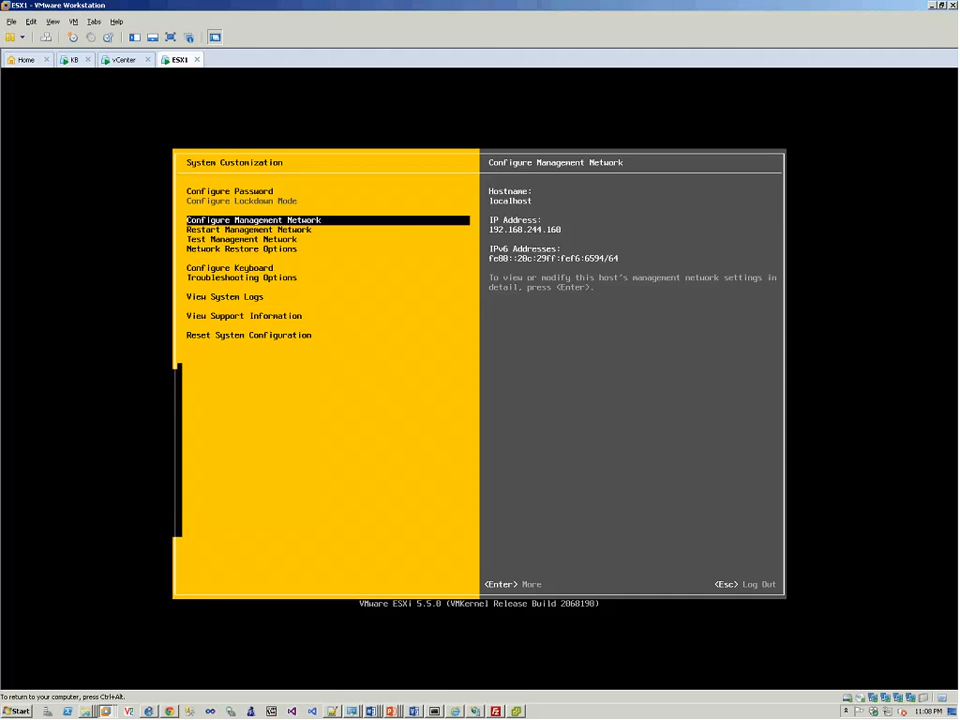 ESX1 - VMware Workstation
File Edit View VM Tabs Help
Home KB vCenter ESX1
System Customization
Configure Password
Configure Lockdown Mode
Configure Management Network
Restart Management Network
Test Management Network
Network Restore Options
Configure Keyboard
Troubleshooting Options
View System Logs
View Support Information
Reset System Configuration
Configure Management Network
Hostname:
localhost
IP Address:
192.168.244.160
IPv6 Addresses:
fe80::20c:29ff:fef6:6594/64
To view or modify this host's management network settings in
detail, press <Enter>.
<Enter> More
<Esc> Log Out
VMware ESXi 5.5.0 (VMKernel Release Build 2068190)
To return to your computer, press Ctrl+Alt.
Start
11:08 PM